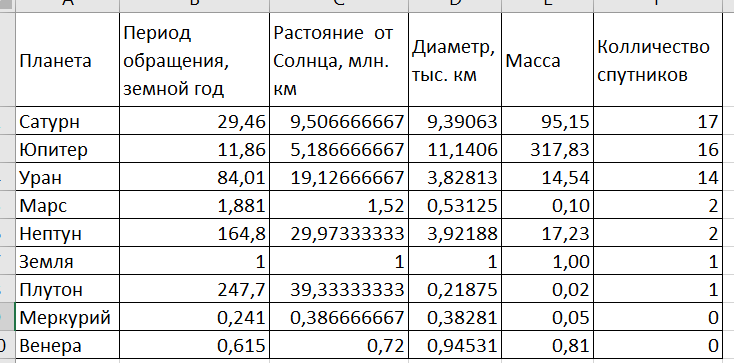 A B C D E F
Планета Период обращения, земной год Растояние от Солнца, млн. км Диаметр, тыс. км Масса Колличество спутников
Сатурн 29,46 9,506666667 9,39063 95,15 17
Юпитер 11,86 5,186666667 11,1406 317,83 16
Уран 84,01 19,12666667 3,82813 14,54 14
Марс 1,881 1,52 0,53125 0,10 2
Нептун 164,8 29,97333333 3,92188 17,23 2
Земля 1 1 1 1,00 1
Плутон 247,7 39,33333333 0,21875 0,02 1
Меркурий 0,241 0,386666667 0,38281 0,05 0
Венера 0,615 0,72 0,94531 0,81 0